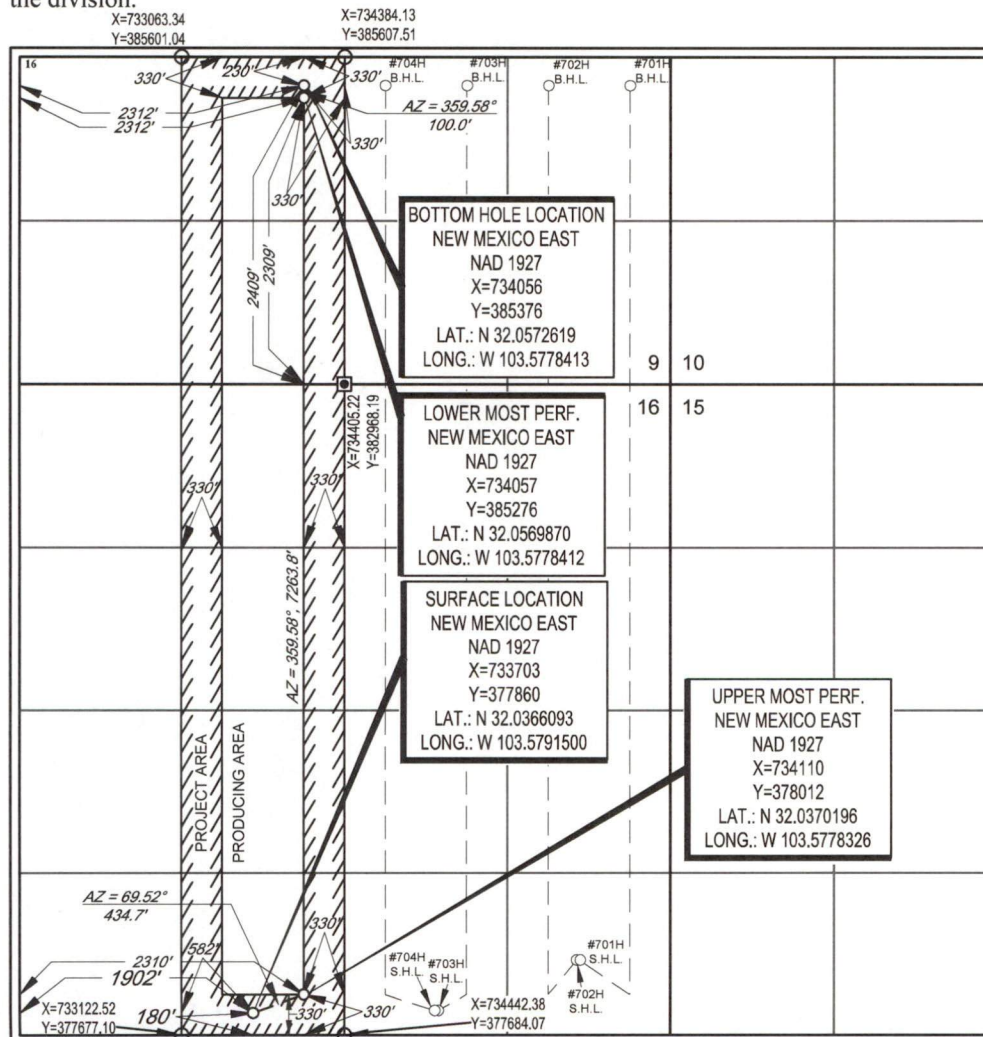 the division.
X=733063.34
Y=385601.04
X=734384.13
Y=385607.51
16
330'
230'
330'
#704H
B.H.L.
#703H
B.H.L.
#702H
B.H.L.
#701H
B.H.L.
2312'
2312'
AZ = 359.58°
100.0'
330'
330'
2409'
2309'
BOTTOM HOLE LOCATION
NEW MEXICO EAST
NAD 1927
X=734056
Y=385376
LAT.: N 32.0572619
LONG.: W 103.5778413
9 10
16 15
X=734405.22
Y=382968.19
LOWER MOST PERF.
NEW MEXICO EAST
NAD 1927
X=734057
Y=385276
LAT.: N 32.0569870
LONG.: W 103.5778412
330'
330'
AZ = 359.58°, 7263.8'
SURFACE LOCATION
NEW MEXICO EAST
NAD 1927
X=733703
Y=377860
LAT.: N 32.0366093
LONG.: W 103.5791500
UPPER MOST PERF.
NEW MEXICO EAST
NAD 1927
X=734110
Y=378012
LAT.: N 32.0370196
LONG.: W 103.5778326
PROJECT AREA
PRODUCING AREA
AZ = 69.52°
434.7'
330'
582'
2310'
1902'
#704H
S.H.L.
#703H
S.H.L.
#701H
S.H.L.
#702H
S.H.L.
X=733122.52
Y=377677.10
180'
330'
330'
X=734442.38
Y=377684.07